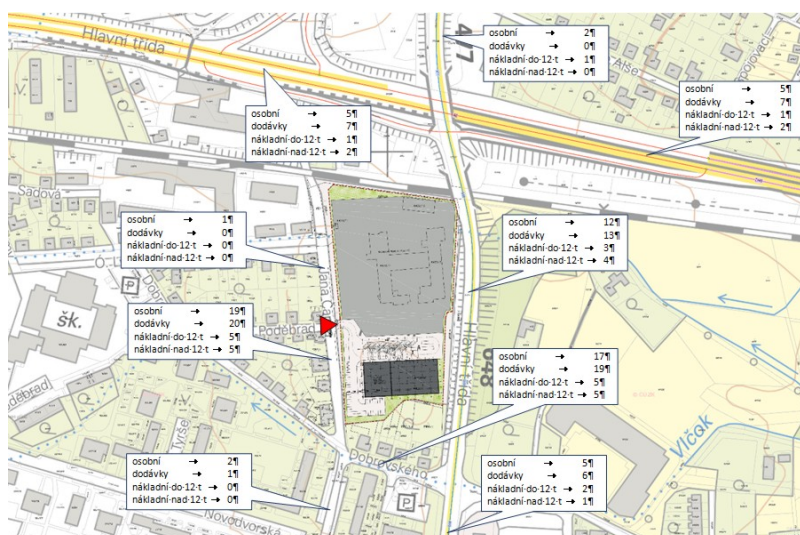 Hlavní třída
osobní → 2¶
dodávky → 0¶
nákladní·do·12·t → 1¶
nákladní·nad·12·t → 0¶
osobní → 5¶
dodávky → 7¶
nákladní·do·12·t → 1¶
nákladní·nad·12·t → 2¶
osobní → 5¶
dodávky → 7¶
nákladní·do·12·t → 1¶
nákladní·nad·12·t → 2¶
Sadová
osobní → 1¶
dodávky → 0¶
nákladní·do·12·t → 0¶
nákladní·nad·12·t → 0¶
osobní → 12¶
dodávky → 13¶
nákladní·do·12·t → 3¶
nákladní·nad·12·t → 4¶
P
šk.
osobní → 19¶
dodávky → 20¶
nákladní·do·12·t → 5¶
nákladní·nad·12·t → 5¶
Poděbrad
Hlavní třída
648
osobní → 17¶
dodávky → 19¶
nákladní·do·12·t → 5¶
nákladní·nad·12·t → 5¶
Tyrše
Vlčok
Dobrovského
osobní → 2¶
dodávky → 1¶
nákladní·do·12·t → 0¶
nákladní·nad·12·t → 0¶
osobní → 5¶
dodávky → 6¶
nákladní·do·12·t → 2¶
nákladní·nad·12·t → 1¶
P
Novodvorská